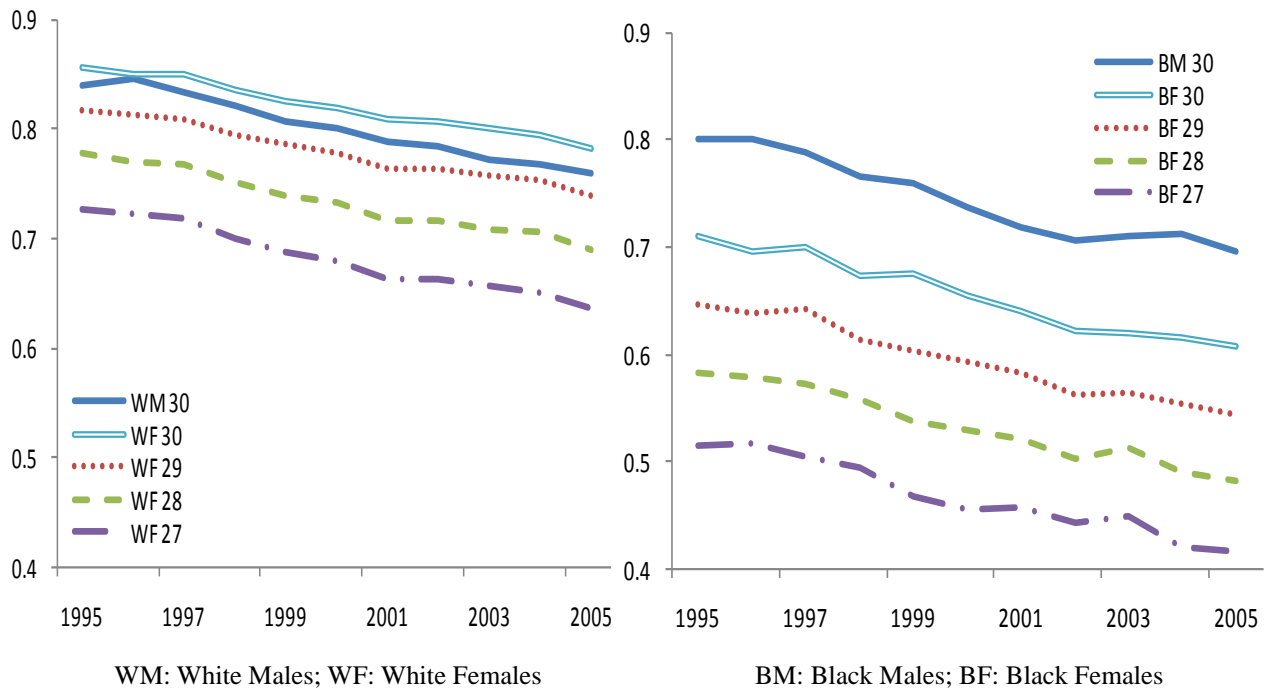 0.9
0.8
0.7
0.6
0.5
0.4
WM 30
WF 30
WF 29
WF 28
WF 27
1995 1997 1999 2001 2003 2005
WM: White Males; WF: White Females
0.9
0.8
0.7
0.6
0.5
0.4
BM 30
BF 30
BF 29
BF 28
BF 27
1995 1997 1999 2001 2003 2005
BM: Black Males; BF: Black Females